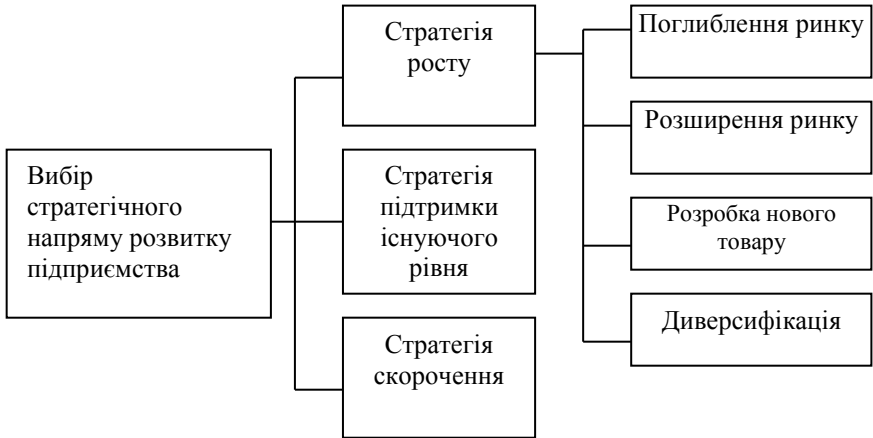 Вибір
стратегічного
напряму розвитку
підприємства
Стратегія
росту
Стратегія
підтримки
існуючого
рівня
Стратегія
скорочення
Поглиблення ринку
Розширення ринку
Розробка нового
товару
Диверсифікація